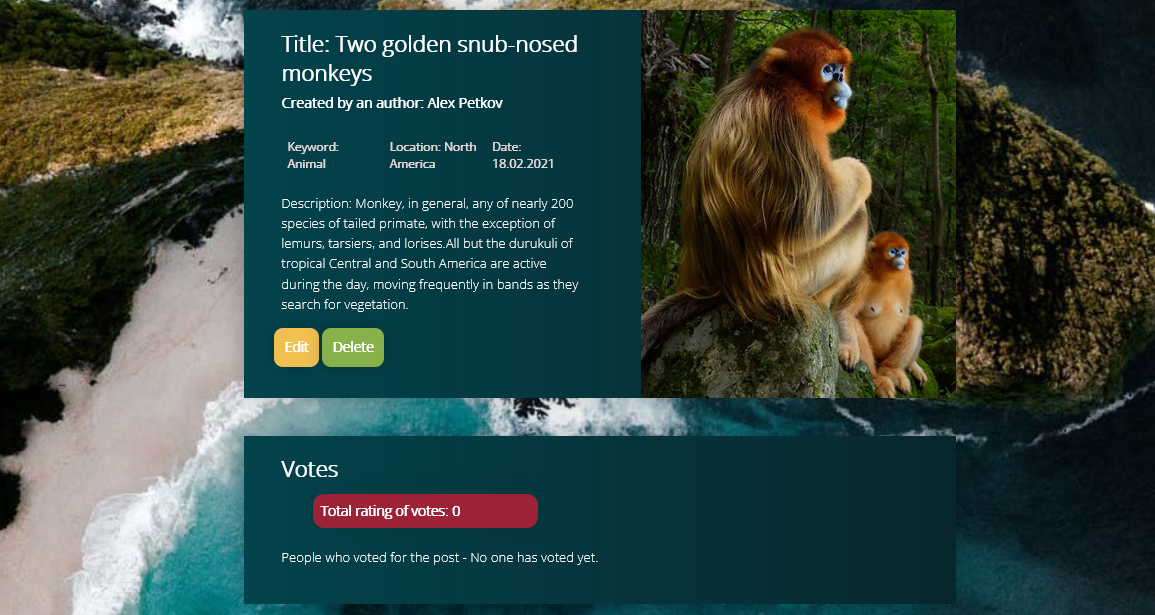 Title: Two golden snub-nosed
monkeys
Created by an author: Alex Petkov
Keyword:
Animal
Location: North
America
Date:
18.02.2021
Description: Monkey, in general, any of nearly 200
species of tailed primate, with the exception of
lemurs, tarsiers, and lorises.All but the durukuli of
tropical Central and South America are active
during the day, moving frequently in bands as they
search for vegetation.
Edit
Delete
Votes
Total rating of votes: 0
People who voted for the post - No one has voted yet.